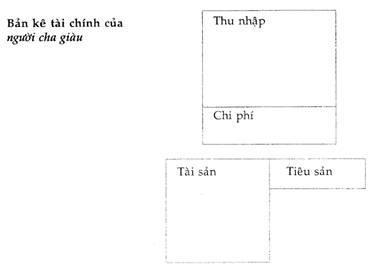 Bản kê tài chính của
người cha giàu
Thu nhập
Chi phí
Tài sản
Tiêu sản